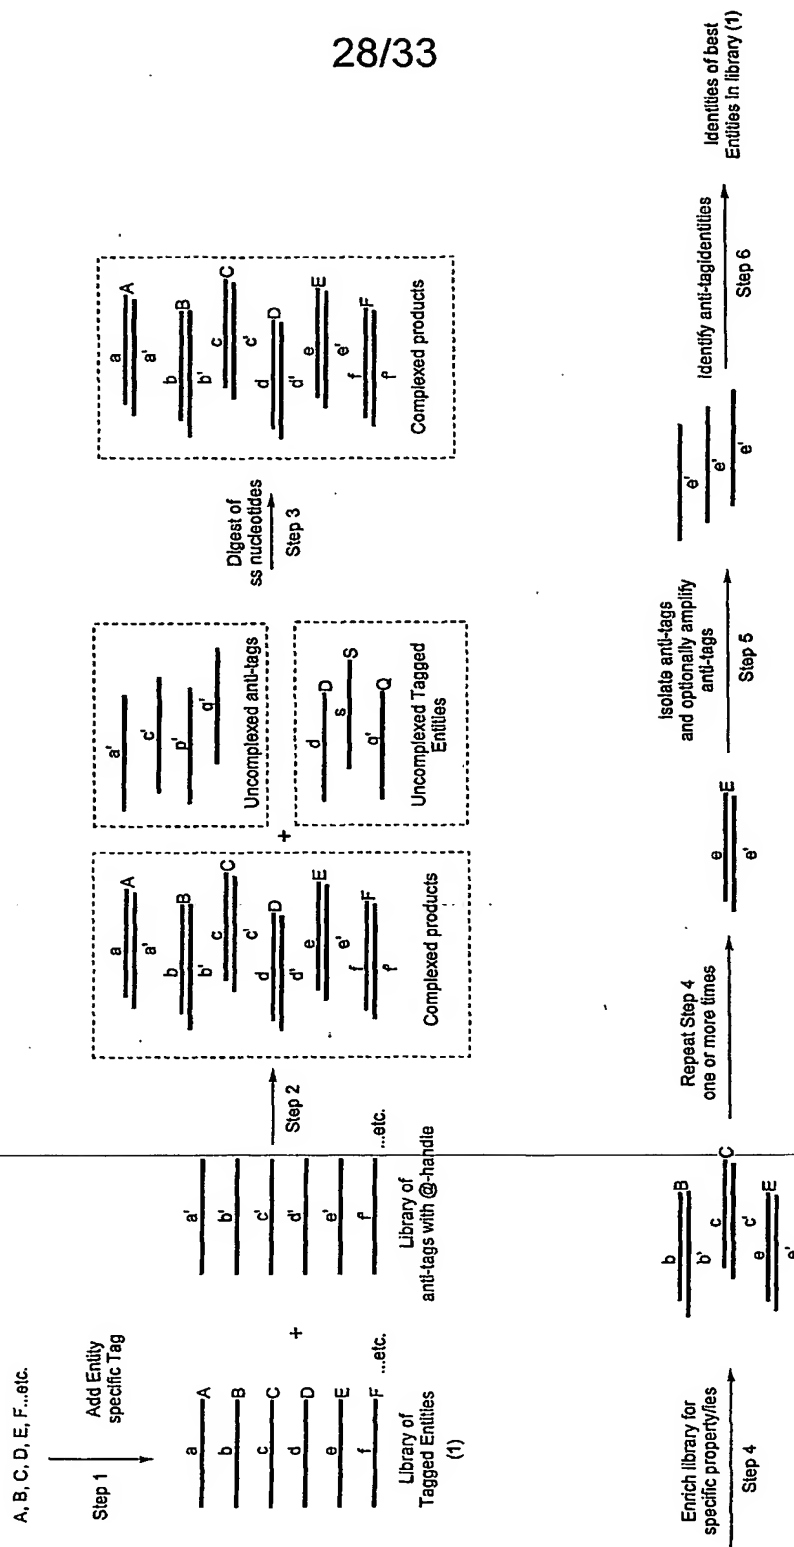 28/33
A, B, C, D, E, F...etc.
Step 1
Add Entity
specific Tag
a
A
b
B
c
C
d
D
e
E
f
F
...etc.
Library of
Tagged Entities
(1)
+
a'
b'
c'
d'
e'
f'
...etc.
Library of
anti-tags with @-handle
Step 2
a
A
a'
b
B
b'
c
C
c'
d
D
d'
e
E
e'
f
F
f'
Complexed products
+
a'
c'
p'
q'
Uncomplexed anti-tags
d
D
s
S
q'
Q
Uncomplexed Tagged
Entities
Digest of
ss nucleotides
Step 3
a
A
a'
b
B
b'
c
C
c'
d
D
d'
e
E
e'
f
F
f'
Complexed products
Enrich library for
specific property/ies
Step 4
b
B
b'
c
C
c'
e
E
e'
Repeat Step 4
one or more times
e
E
e'
Isolate anti-tags
and optionally amplify
anti-tags
Step 5
e'
e'
e'
Identify anti-tagidentities
Step 6
Identities of best
Entities in library (1)